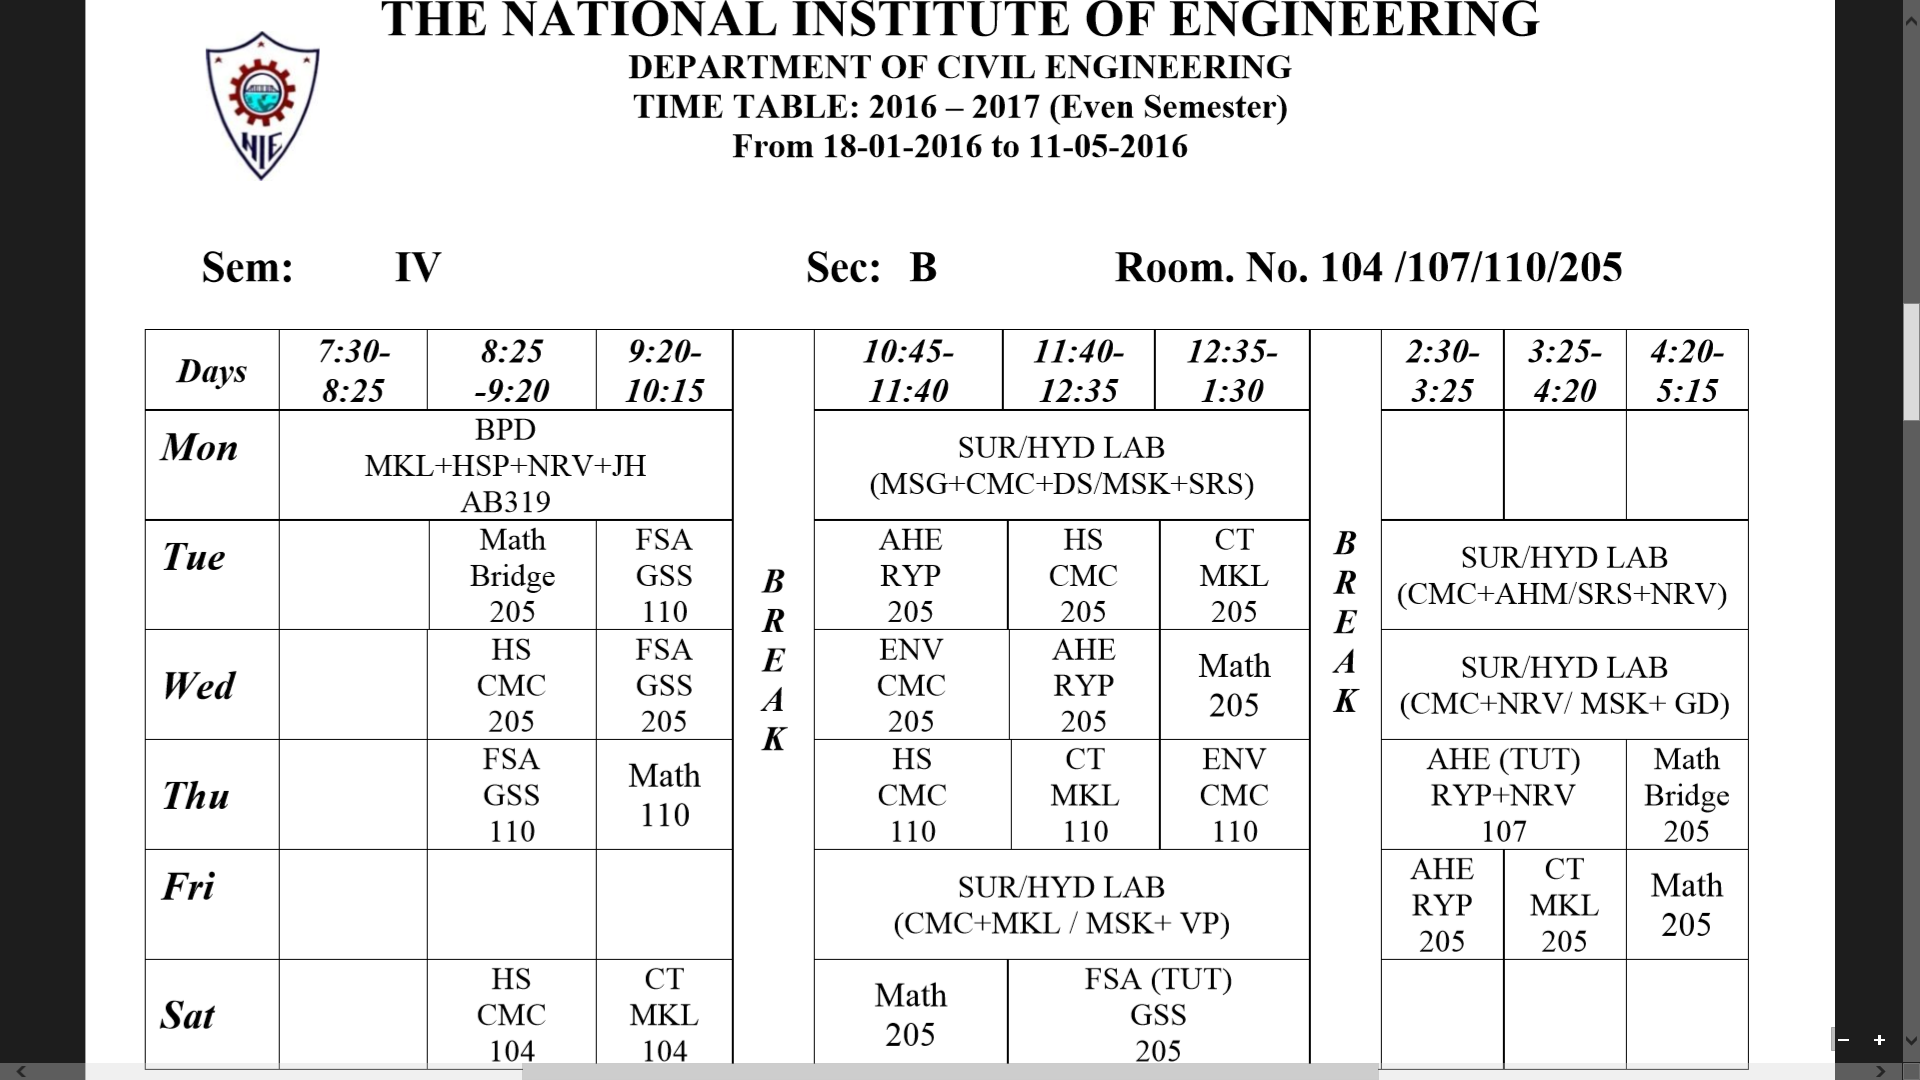 THE NATIONAL INSTITUTE OF ENGINEERING
DEPARTMENT OF CIVIL ENGINEERING
TIME TABLE: 2016 – 2017 (Even Semester)
From 18-01-2016 to 11-05-2016
NIE
Sem: IV Sec: B Room. No. 104 /107/110/205
Days
7:30-
8:25
8:25
-9:20
9:20-
10:15
B
R
E
A
K
10:45-
11:40
11:40-
12:35
12:35-
1:30
B
R
E
A
K
2:30-
3:25
3:25-
4:20
4:20-
5:15
Mon
BPD
MKL+HSP+NRV+JH
AB319
SUR/HYD LAB
(MSG+CMC+DS/MSK+SRS)
Tue
Math
Bridge
205
FSA
GSS
110
AHE
RYP
205
HS
CMC
205
CT
MKL
205
SUR/HYD LAB
(CMC+AHM/SRS+NRV)
Wed
HS
CMC
205
FSA
GSS
205
ENV
CMC
205
AHE
RYP
205
Math
205
SUR/HYD LAB
(CMC+NRV/ MSK+ GD)
Thu
FSA
GSS
110
Math
110
HS
CMC
110
CT
MKL
110
ENV
CMC
110
AHE (TUT)
RYP+NRV
107
Math
Bridge
205
Fri
SUR/HYD LAB
(CMC+MKL / MSK+ VP)
AHE
RYP
205
CT
MKL
205
Math
205
Sat
HS
CMC
104
CT
MKL
104
Math
205
FSA (TUT)
GSS
205